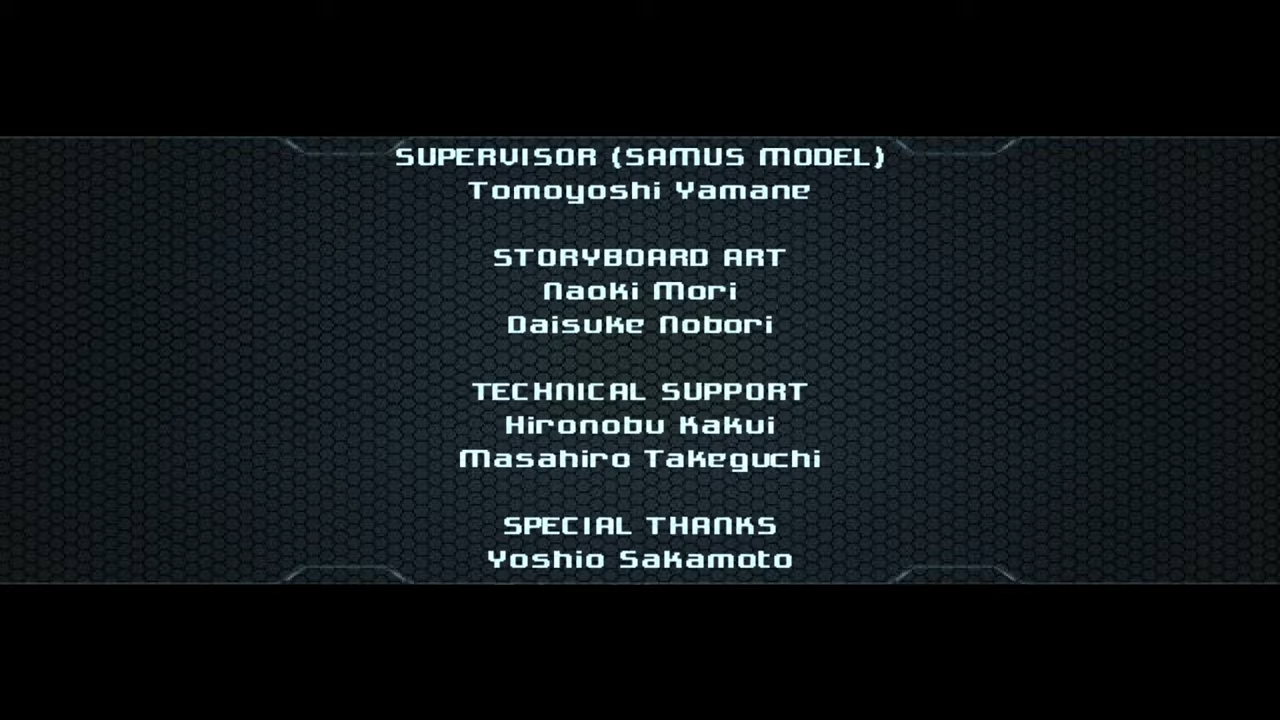 SUPERVISOR (SAMUS MODEL)
Tomoyoshi Yamane
STORYBOARD ART
Naoki Mori
Daisuke Nobori
TECHNICAL SUPPORT
Hironobu Kakui
Masahiro Takeguchi
SPECIAL THANKS
Yoshio Sakamoto